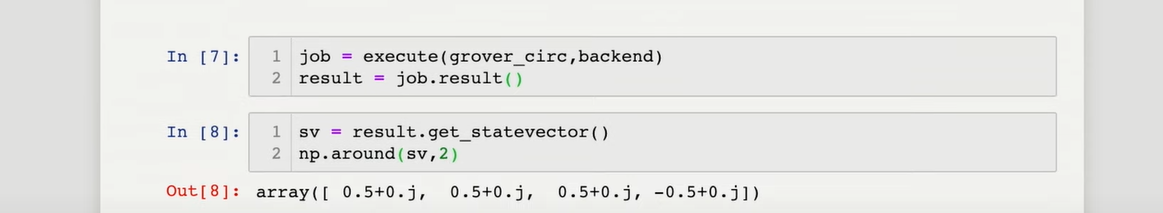 In [7]: 1 job = execute(grover_circ,backend)
2 result = job.result()
In [8]: 1 sv = result.get_statevector()
2 np.around(sv,2)
Out[8]: array([ 0.5+0.j,  0.5+0.j,  0.5+0.j, -0.5+0.j])